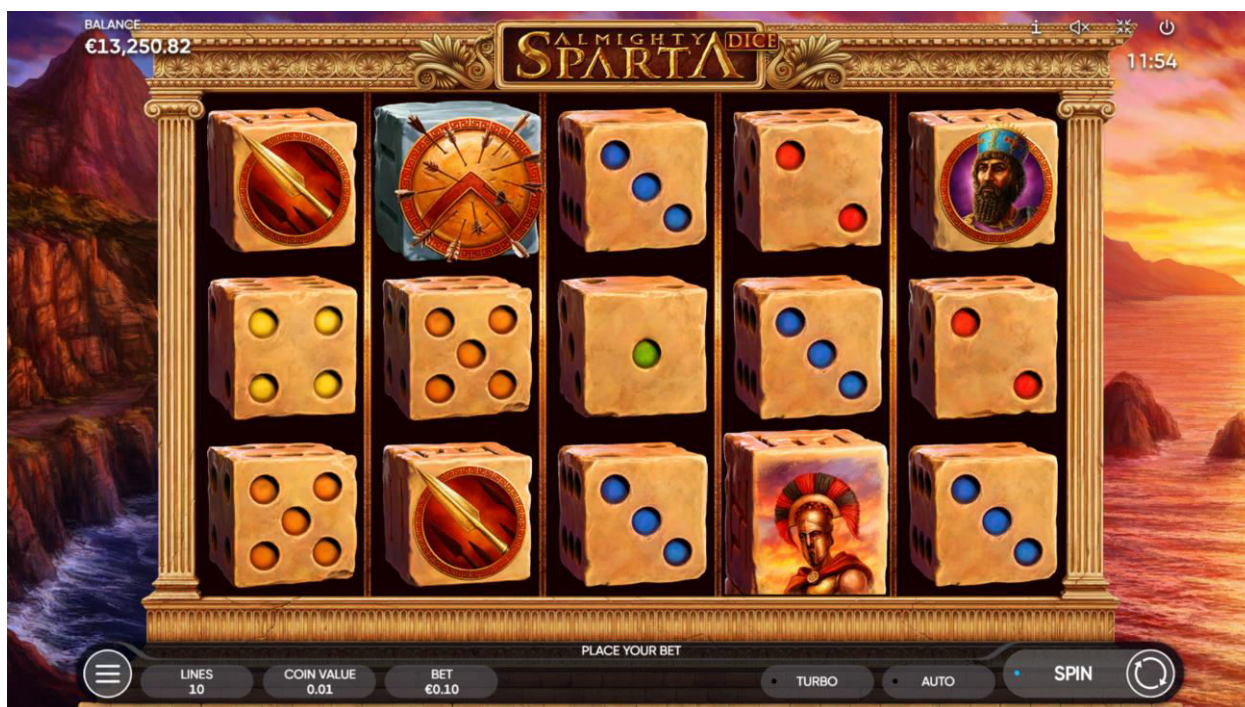 BALANCE
€13,250.82
ALMIGHTY
SPARTA DICE
i
11:54
PLACE YOUR BET
LINES
10
COIN VALUE
0.01
BET
€0.10
TURBO
AUTO
SPIN